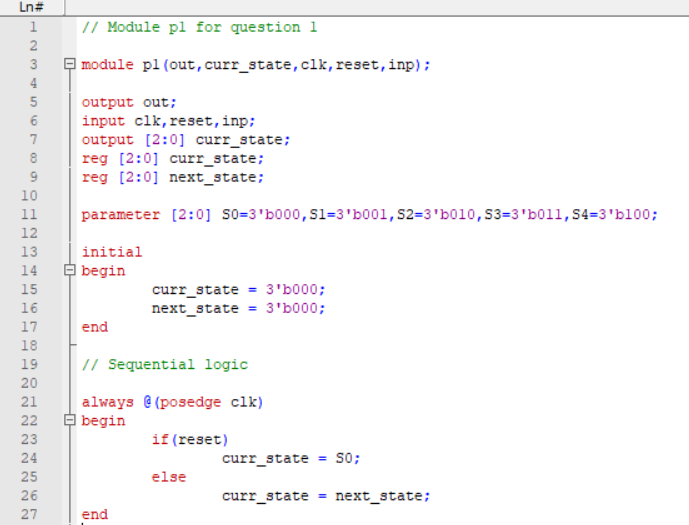 Ln#
1 // Module p1 for question 1
2
3 module p1(out,curr_state,clk,reset,inp);
4
5 output out;
6 input clk,reset,inp;
7 output [2:0] curr_state;
8 reg [2:0] curr_state;
9 reg [2:0] next_state;
10
11 parameter [2:0] S0=3'b000,S1=3'b001,S2=3'b010,S3=3'b011,S4=3'b100;
12
13 initial
14 begin
15 curr_state = 3'b000;
16 next_state = 3'b000;
17 end
18
19 // Sequential logic
20
21 always @(posedge clk)
22 begin
23 if(reset)
24 curr_state = S0;
25 else
26 curr_state = next_state;
27 end